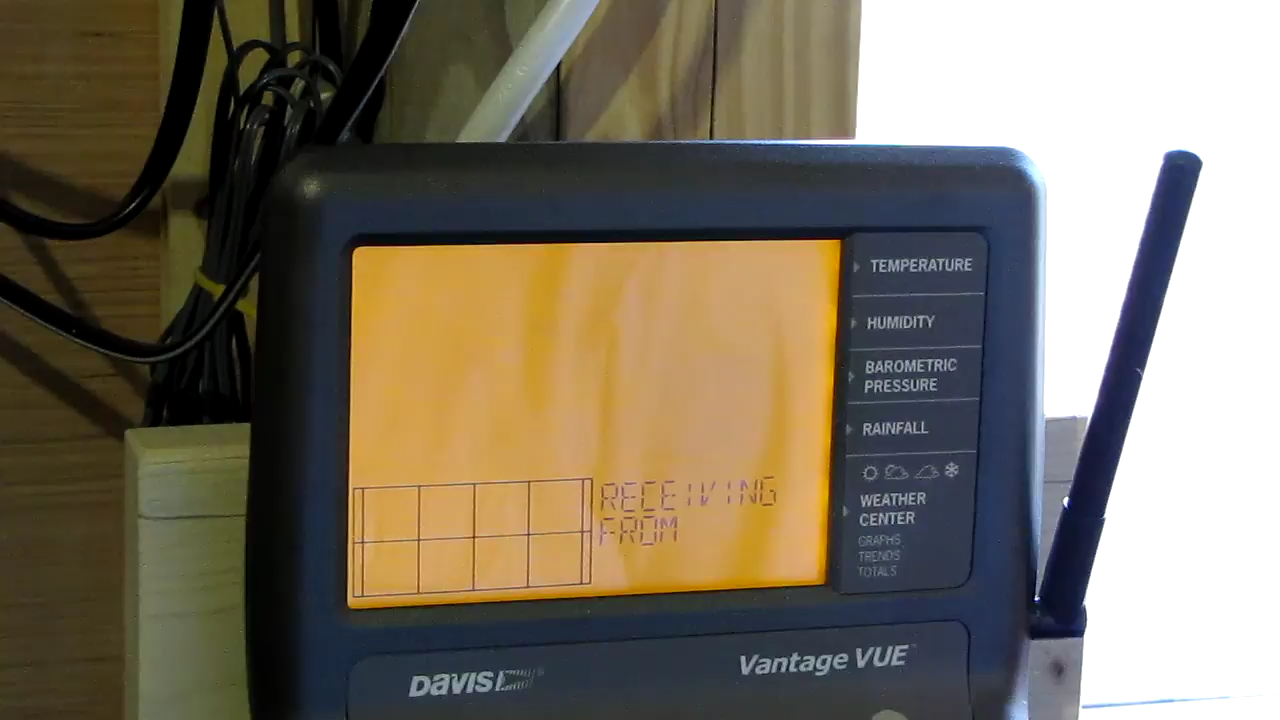 TEMPERATURE
HUMIDITY
BAROMETRIC
PRESSURE
RAINFALL
WEATHER
CENTER
GRAPHS
TRENDS
TOTALS
RECEIVING
FROM
DAVIS
Vantage VUE